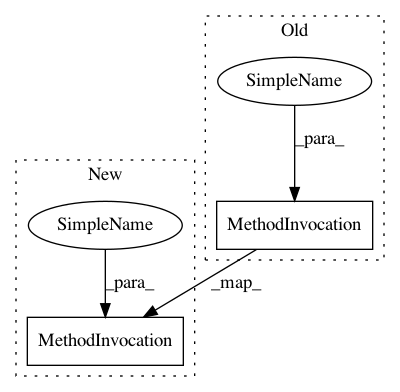 Old
SimpleName
_para_
MethodInvocation
New
SimpleName
_para_
_map_
MethodInvocation